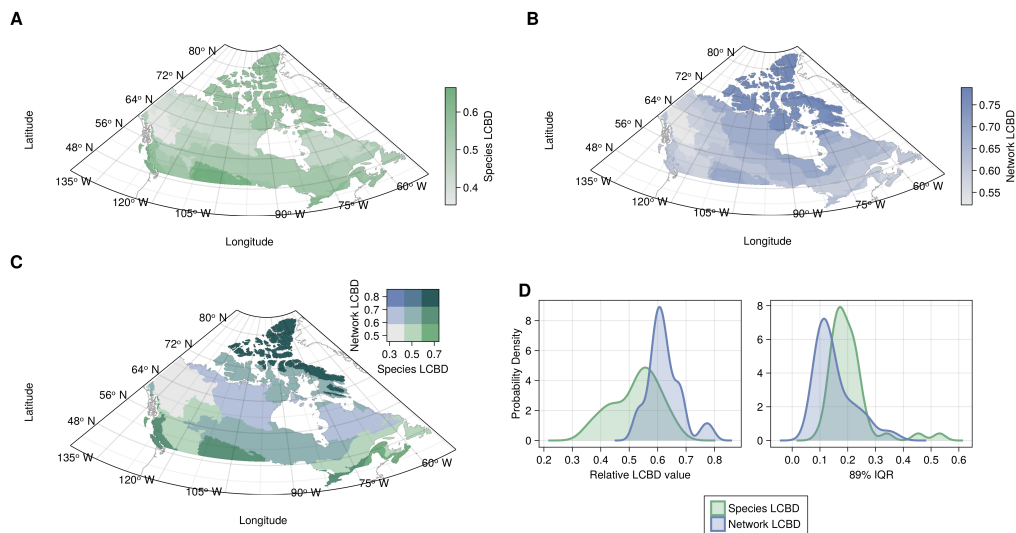 A
80° N
72° N
64° N
56° N
48° N
135° W
120° W
105° W
90° W
75° W
60° W
Latitude
Longitude
0.6
0.5
0.4
Species LCBD
B
80° N
72° N
64° N
56° N
48° N
135° W
120° W
105° W
90° W
75° W
60° W
Latitude
Longitude
0.75
0.70
0.65
0.60
0.55
Network LCBD
C
80° N
72° N
64° N
56° N
48° N
135° W
120° W
105° W
90° W
75° W
60° W
Latitude
Longitude
Network LCBD
0.8
0.7
0.6
0.5
0.3 0.5 0.7
Species LCBD
D
Probability Density
8
6
4
2
0
0.2 0.3 0.4 0.5 0.6 0.7 0.8
Relative LCBD value
8
6
4
2
0
0.0 0.1 0.2 0.3 0.4 0.5 0.6
89% IQR
Species LCBD
Network LCBD